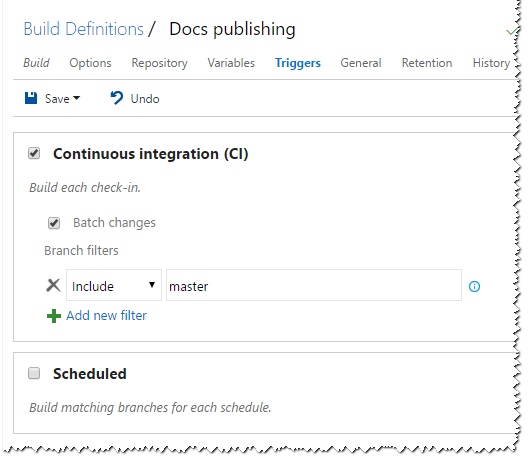 Build Definitions / Docs publishing
Build Options Repository Variables Triggers General Retention History
Save Undo
Continuous integration (CI)
Build each check-in.
Batch changes
Branch filters
Include master
Add new filter
Scheduled
Build matching branches for each schedule.